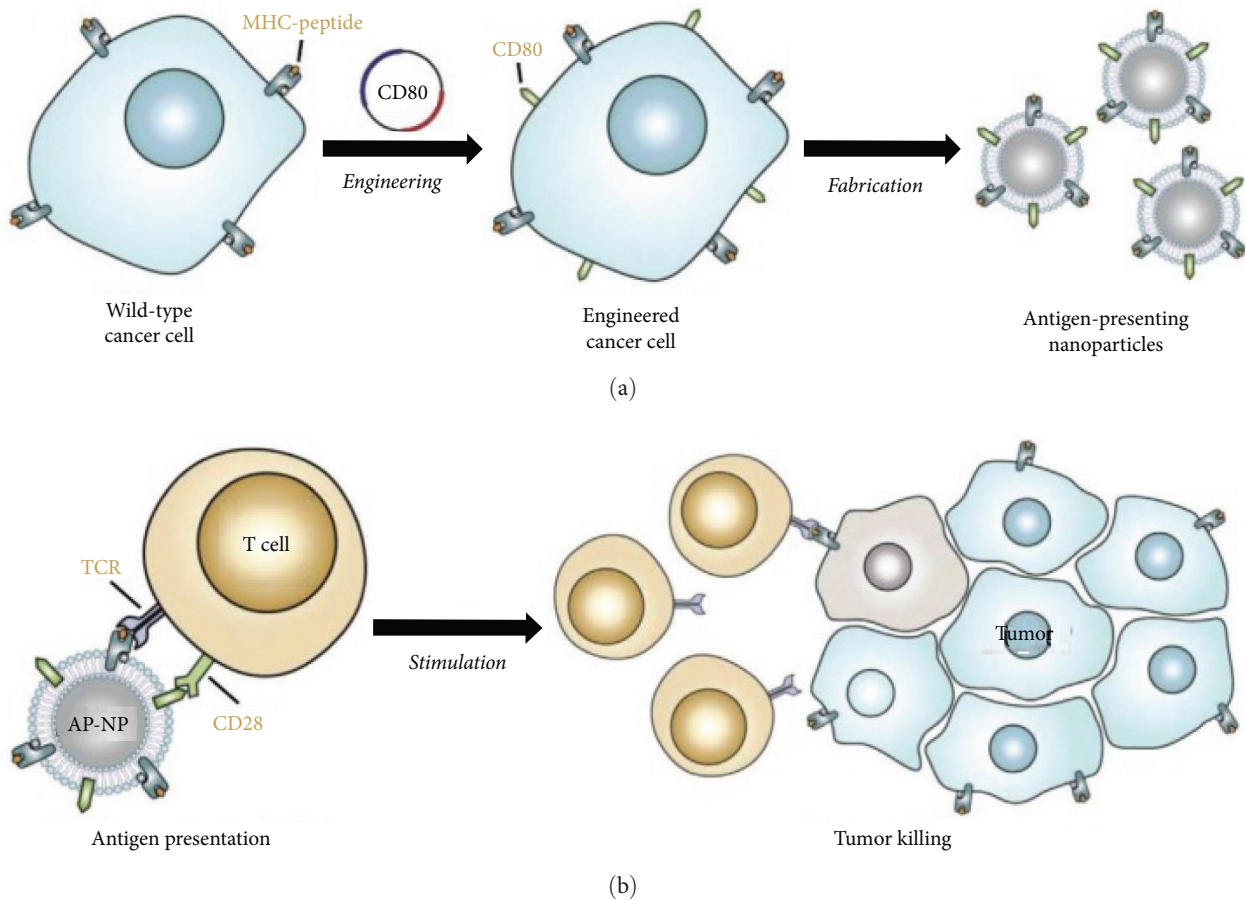 MHC-peptide
CD80
CD80
Engineering
Fabrication
Wild-type
cancer cell
Engineered
cancer cell
Antigen-presenting
nanoparticles
(a)
T cell
TCR
Stimulation
Tumor
AP-NP
CD28
Antigen presentation
Tumor killing
(b)